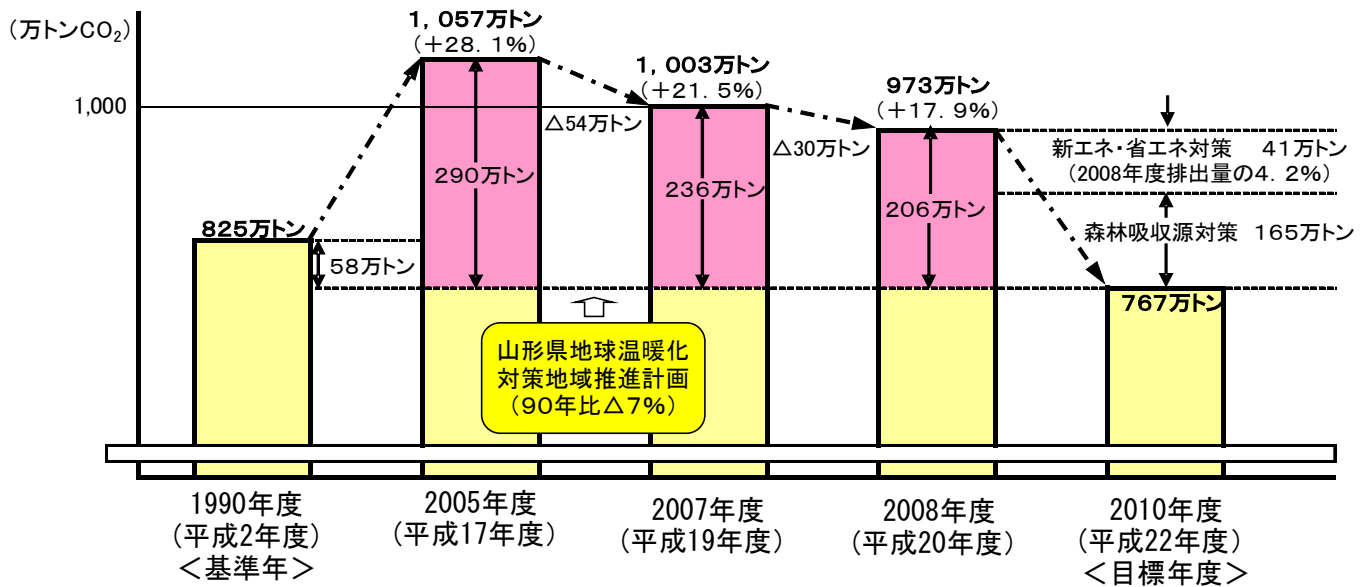 (万トンCO₂)
1,000
825万トン
58万トン
1,057万トン
(+28.1%)
290万トン
△54万トン
1,003万トン
(+21.5%)
236万トン
△30万トン
973万トン
(+17.9%)
206万トン
新エネ・省エネ対策 41万トン
(2008年度排出量の4.2%)
森林吸収源対策 165万トン
767万トン
山形県地球温暖化
対策地域推進計画
(90年比△7%)
1990年度
(平成2年度)
<基準年>
2005年度
(平成17年度)
2007年度
(平成19年度)
2008年度
(平成20年度)
2010年度
(平成22年度)
<目標年度>